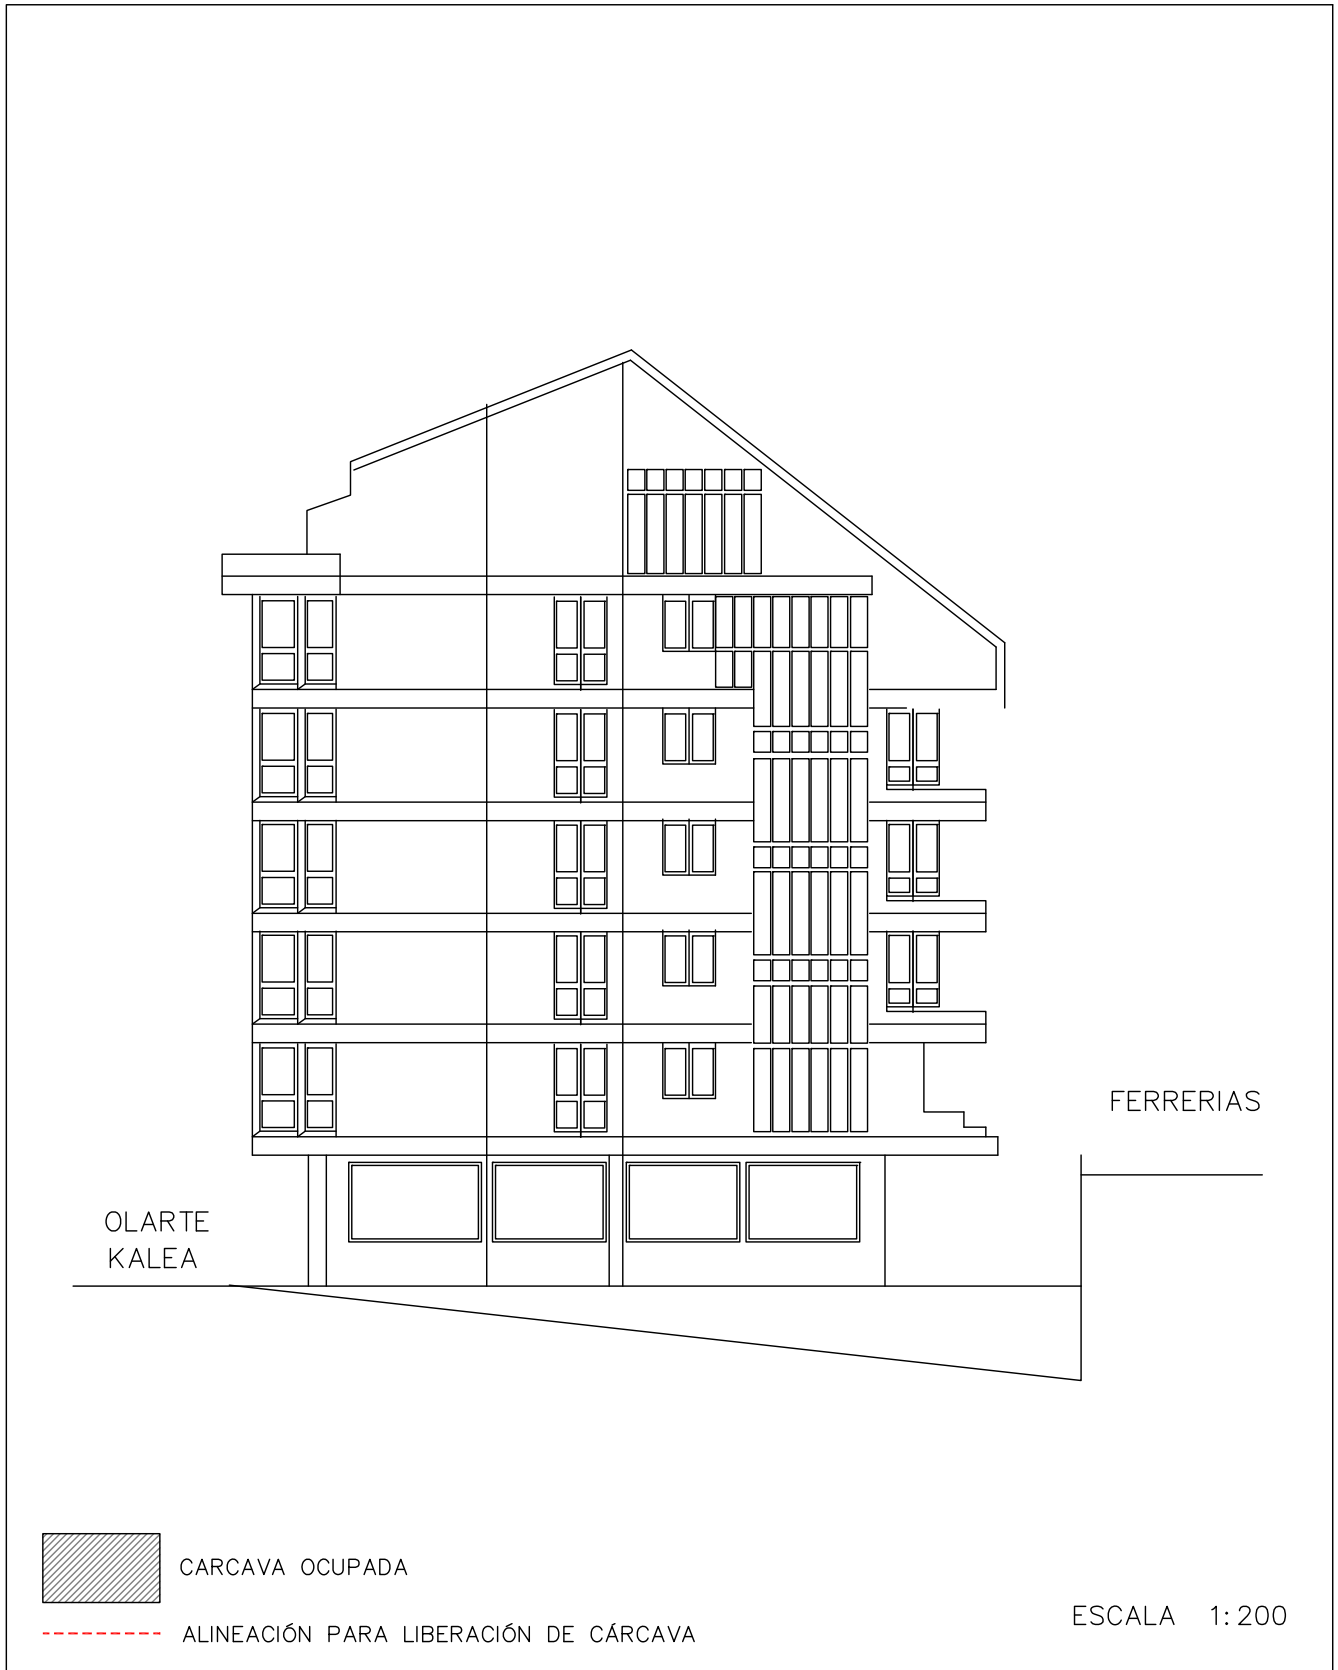 FERRERIAS
OLARTE
KALEA
CARCAVA OCUPADA
ALINEACIÓN PARA LIBERACIÓN DE CÁRCAVA
ESCALA 1:200